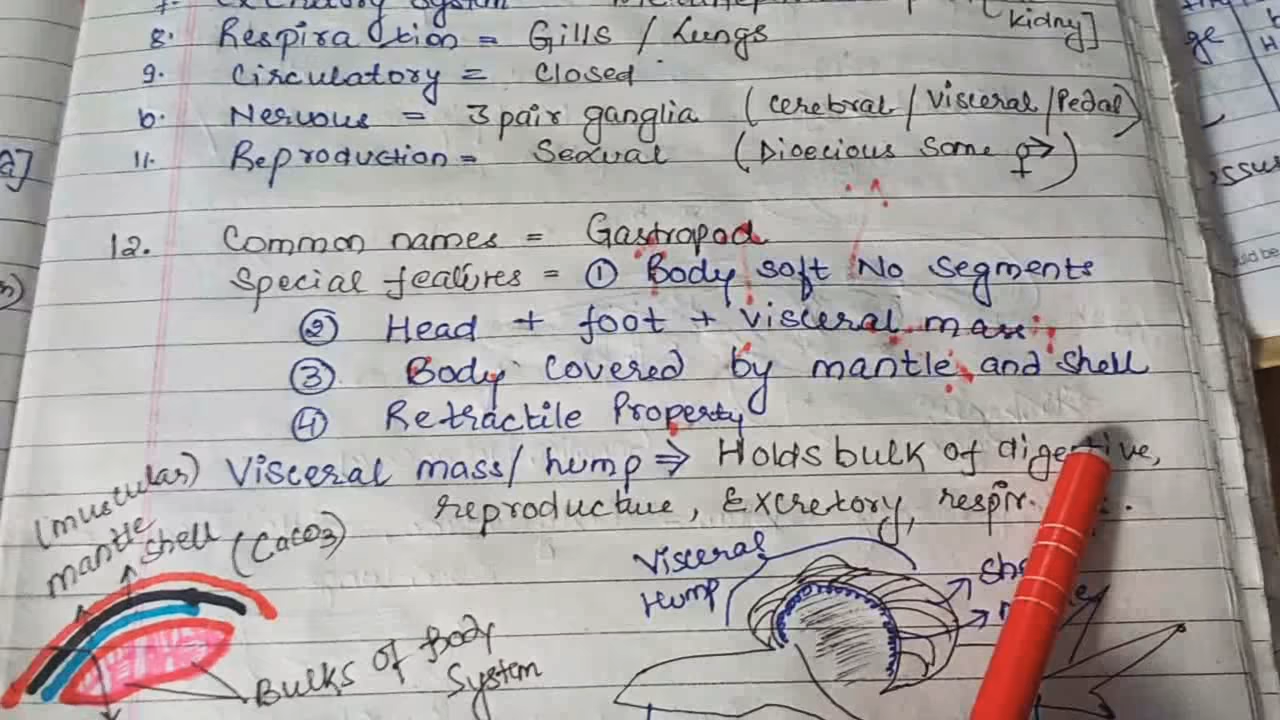 Excretory System
Kidny]
8. Respiration = Gills / Lungs
9. Circulatory = Closed
10. Nervous = 3 pair ganglia (Cerebral / Visceral / Pedal)
11. Reproduction = Sexual (Dioecious Some ⚥)
12. Common names = Gastropod
Special features = ① Body soft No segments
② Head + foot + visceral mass
③ Body covered by mantle and shell
④ Retractile Property
Visceral mass/hump ⇒ Holds bulk of digestive,
reproductive, Excretory, respir.
(muscular)
mantle
shell (CaCO3)
Bulks of Body
System
Visceral
Hump